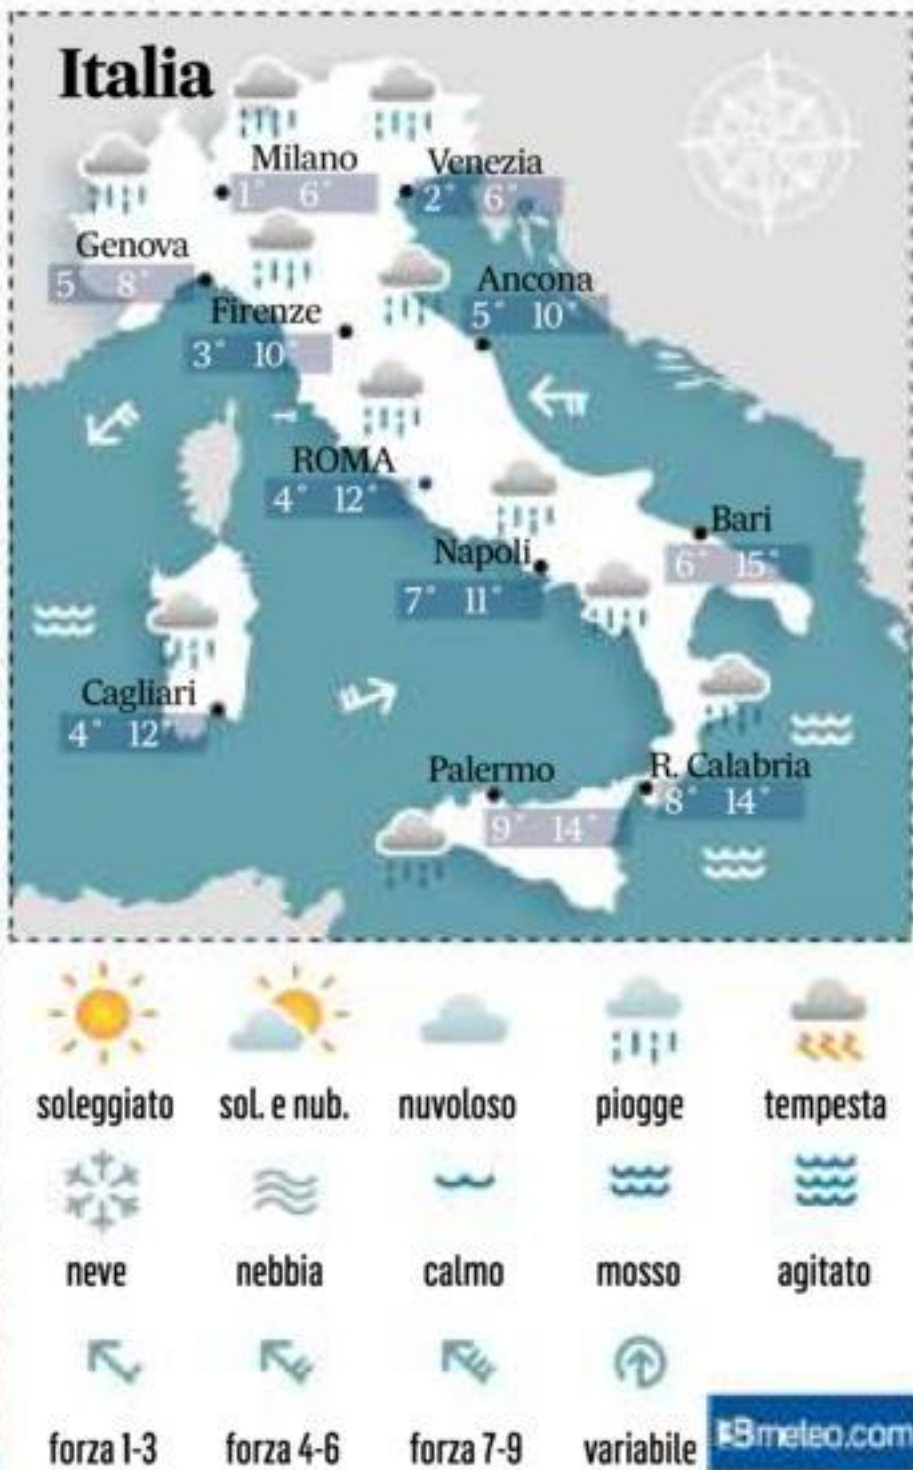 Italia
Milano
1° 6°
Venezia
2° 6°
Genova
5° 8°
Ancona
5° 10°
Firenze
3° 10°
ROMA
4° 12°
Bari
6° 15°
Napoli
7° 11°
Cagliari
4° 12°
Palermo
9° 14°
R. Calabria
8° 14°
soleggiato sol. e nub. nuvoloso piogge tempesta
neve nebbia calmo mosso agitato
forza 1-3 forza 4-6 forza 7-9 variabile
3Bmeteo.com